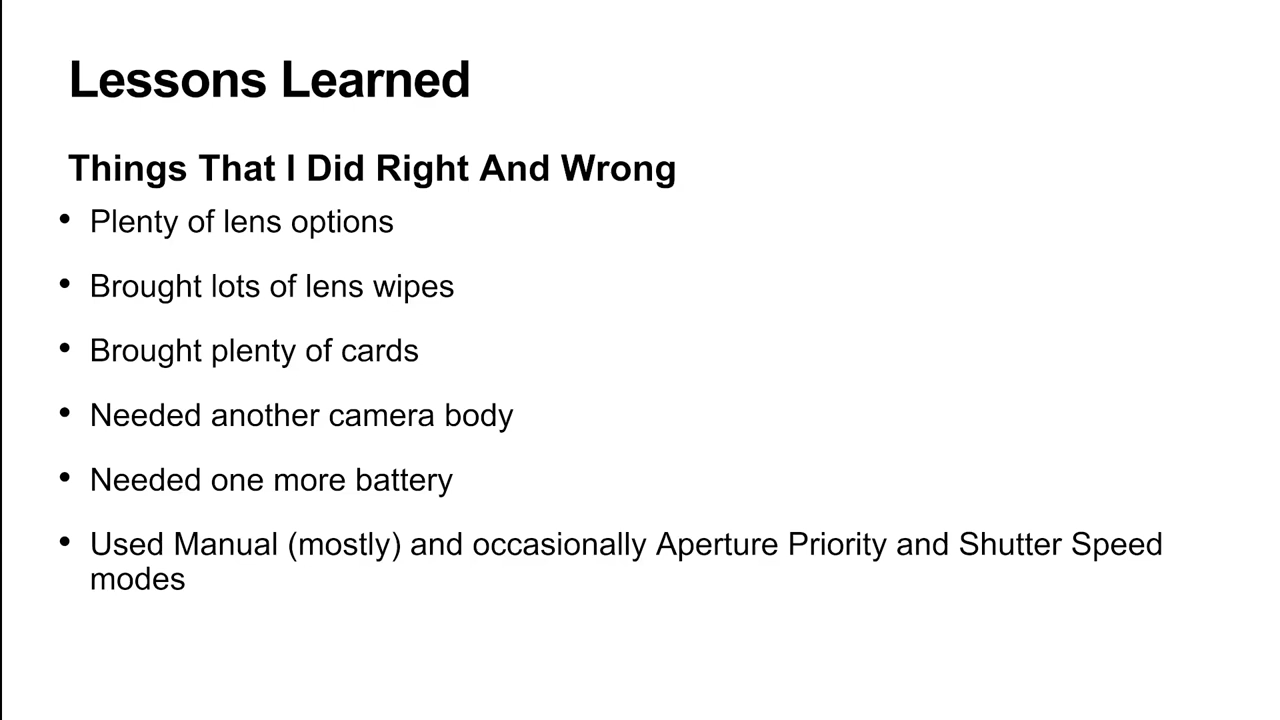 Lessons Learned
Things That I Did Right And Wrong
• Plenty of lens options
• Brought lots of lens wipes
• Brought plenty of cards
• Needed another camera body
• Needed one more battery
• Used Manual (mostly) and occasionally Aperture Priority and Shutter Speed
modes